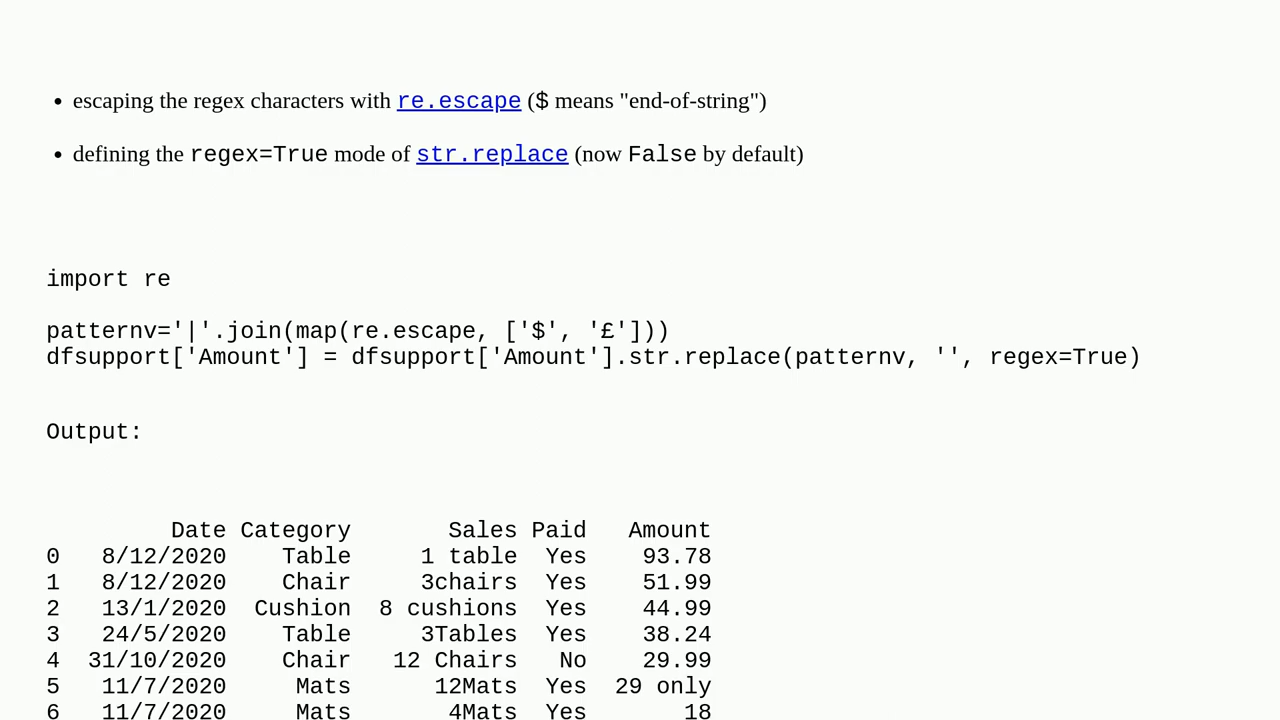 • escaping the regex characters with re.escape ($ means "end-of-string")
• defining the regex=True mode of str.replace (now False by default)
import re
patternv='|'.join(map(re.escape, ['$', '£']))
dfsupport['Amount'] = dfsupport['Amount'].str.replace(patternv, '', regex=True)
Output:
         Date Category       Sales Paid   Amount
0   8/12/2020    Table     1 table  Yes    93.78
1   8/12/2020    Chair     3chairs  Yes    51.99
2   13/1/2020  Cushion  8 cushions  Yes    44.99
3   24/5/2020    Table     3Tables  Yes    38.24
4  31/10/2020    Chair   12 Chairs   No    29.99
5   11/7/2020     Mats      12Mats  Yes  29 only
6   11/7/2020     Mats       4Mats  Yes       18